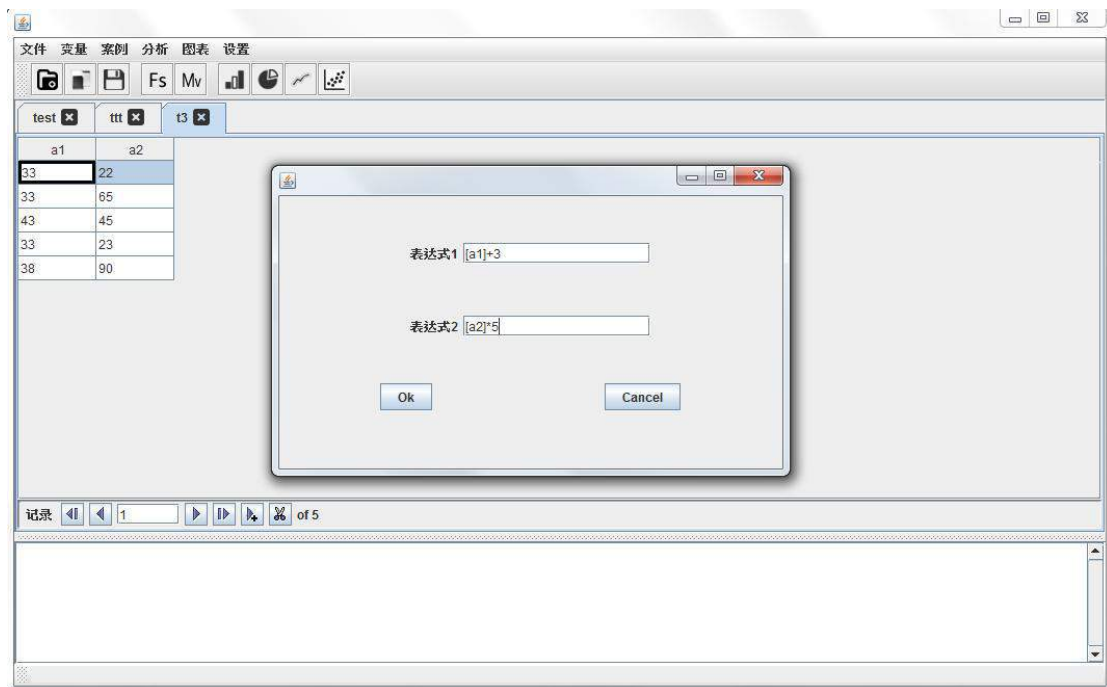 文件 变量 案例 分析 图表 设置
Fs Mv
test ttt t3
a1 a2
33 22
33 65
43 45
33 23
38 90
表达式1 [a1]+3
表达式2 [a2]*5
Ok Cancel
记录 1 of 5